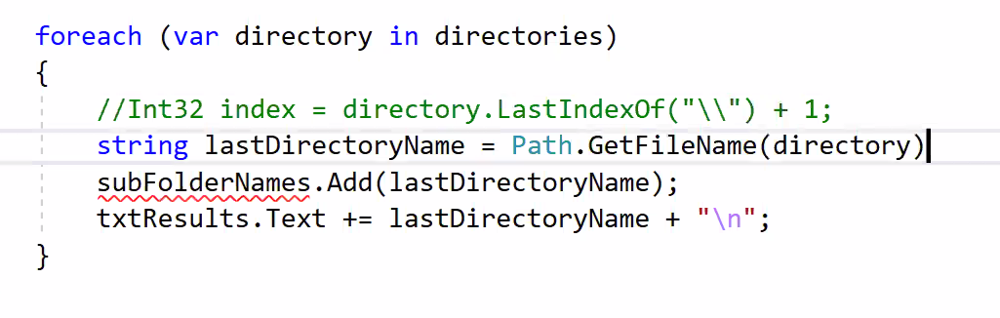 foreach (var directory in directories)
{
//Int32 index = directory.LastIndexOf("\\") + 1;
string lastDirectoryName = Path.GetFileName(directory)
subFolderNames.Add(lastDirectoryName);
txtResults.Text += lastDirectoryName + "\n";
}